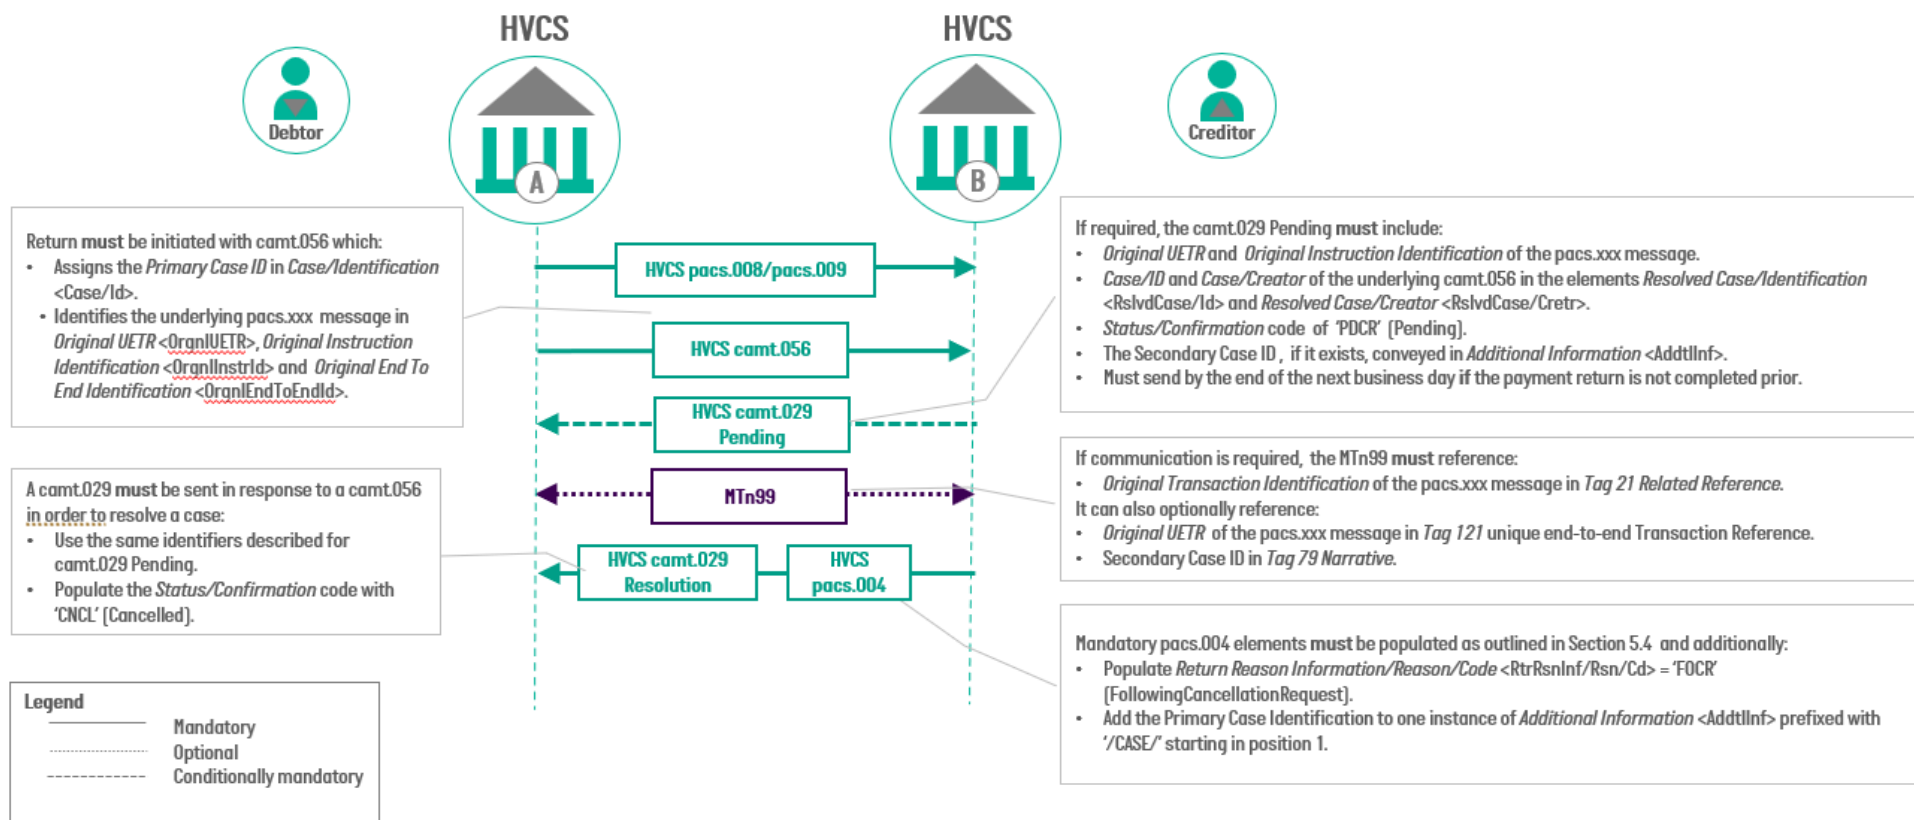 HVCS
HVCS
Debtor
A
B
Creditor
Return must be initiated with camt.056 which:
• Assigns the Primary Case ID in Case/Identification
<Case/Id>.
• Identifies the underlying pacs.xxx message in
Original UETR <OrgnlUETR>, Original Instruction
Identification <OrgnlInstrId> and Original End To
End Identification <OrgnlEndToEndId>.
A camt.029 must be sent in response to a camt.056
in order to resolve a case:
• Use the same identifiers described for
camt.029 Pending.
• Populate the Status/Confirmation code with
‘CNCL’ (Cancelled).
Legend
Mandatory
Optional
Conditionally mandatory
HVCS pacs.008/pacs.009
HVCS camt.056
HVCS camt.029
Pending
MTn99
HVCS camt.029
Resolution
HVCS
pacs.004
If required, the camt.029 Pending must include:
• Original UETR and Original Instruction Identification of the pacs.xxx message.
• Case/ID and Case/Creator of the underlying camt.056 in the elements Resolved Case/Identification
<RslvdCase/Id> and Resolved Case/Creator <RslvdCase/Cretr>.
• Status/Confirmation code of ‘PDCR’ (Pending).
• The Secondary Case ID , if it exists, conveyed in Additional Information <AddtlInf>.
• Must send by the end of the next business day if the payment return is not completed prior.
If communication is required, the MTn99 must reference:
• Original Transaction Identification of the pacs.xxx message in Tag 21 Related Reference.
It can also optionally reference:
• Original UETR of the pacs.xxx message in Tag 121 unique end-to-end Transaction Reference.
• Secondary Case ID in Tag 79 Narrative.
Mandatory pacs.004 elements must be populated as outlined in Section 5.4 and additionally:
• Populate Return Reason Information/Reason/Code <RtrRsnInf/Rsn/Cd> = ‘FOCR’
(FollowingCancellationRequest).
• Add the Primary Case Identification to one instance of Additional Information <AddtlInf> prefixed with
‘/CASE/’ starting in position 1.